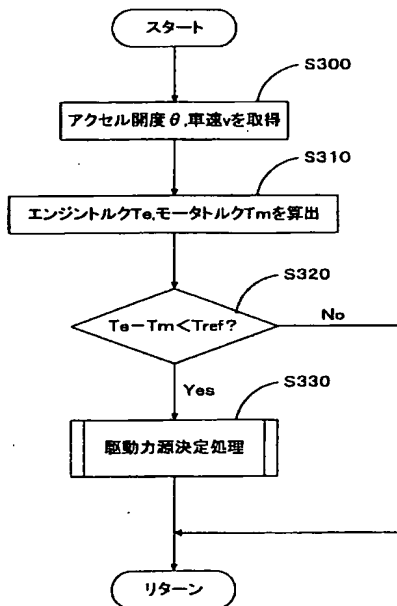 スタート
S300
アクセル開度θ,車速vを取得
S310
エンジントルクTe,モータトルクTmを算出
S320
Te－Tm＜Tref?
No
Yes
S330
駆動力源決定処理
リターン